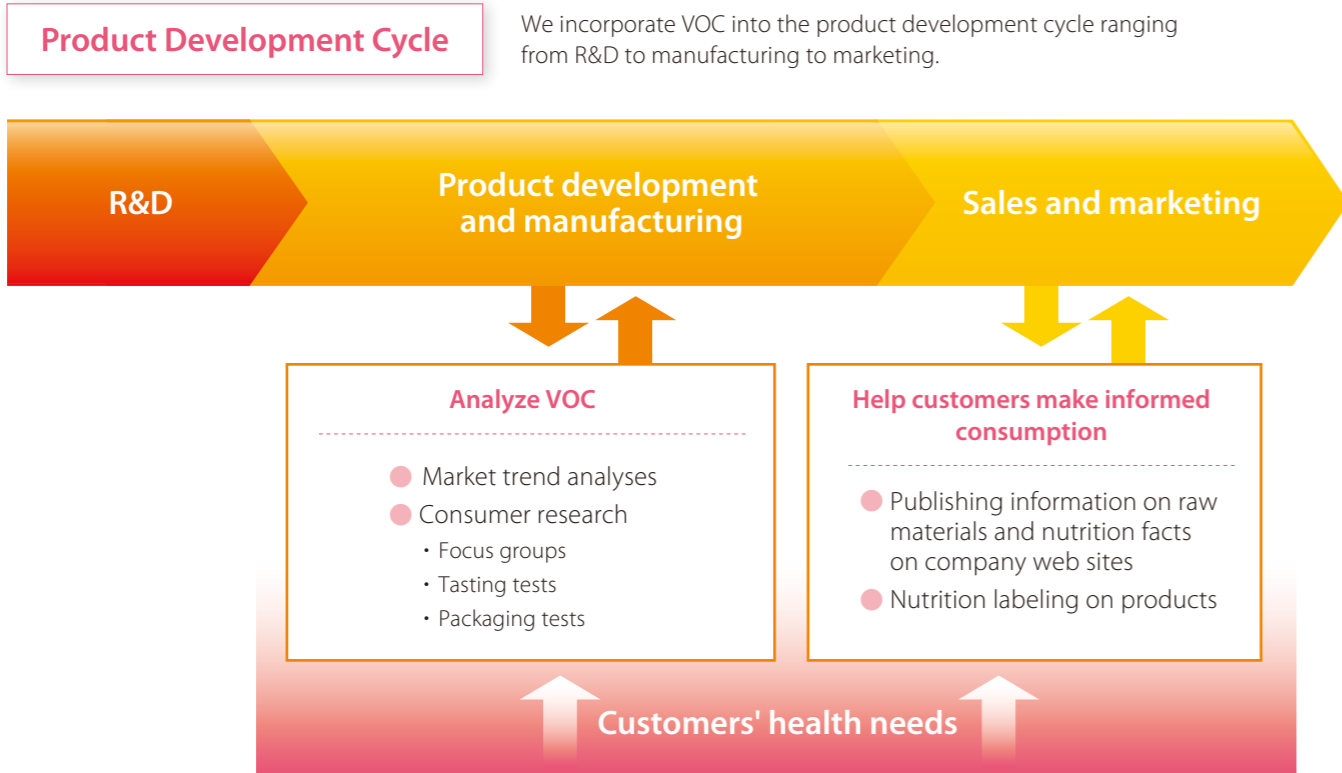 Product Development Cycle
We incorporate VOC into the product development cycle ranging
from R&D to manufacturing to marketing.
R&D
Product development
and manufacturing
Sales and marketing
Analyze VOC
Market trend analyses
Consumer research
・Focus groups
・Tasting tests
・Packaging tests
Help customers make informed
consumption
Publishing information on raw
materials and nutrition facts
on company web sites
Nutrition labeling on products
Customers' health needs